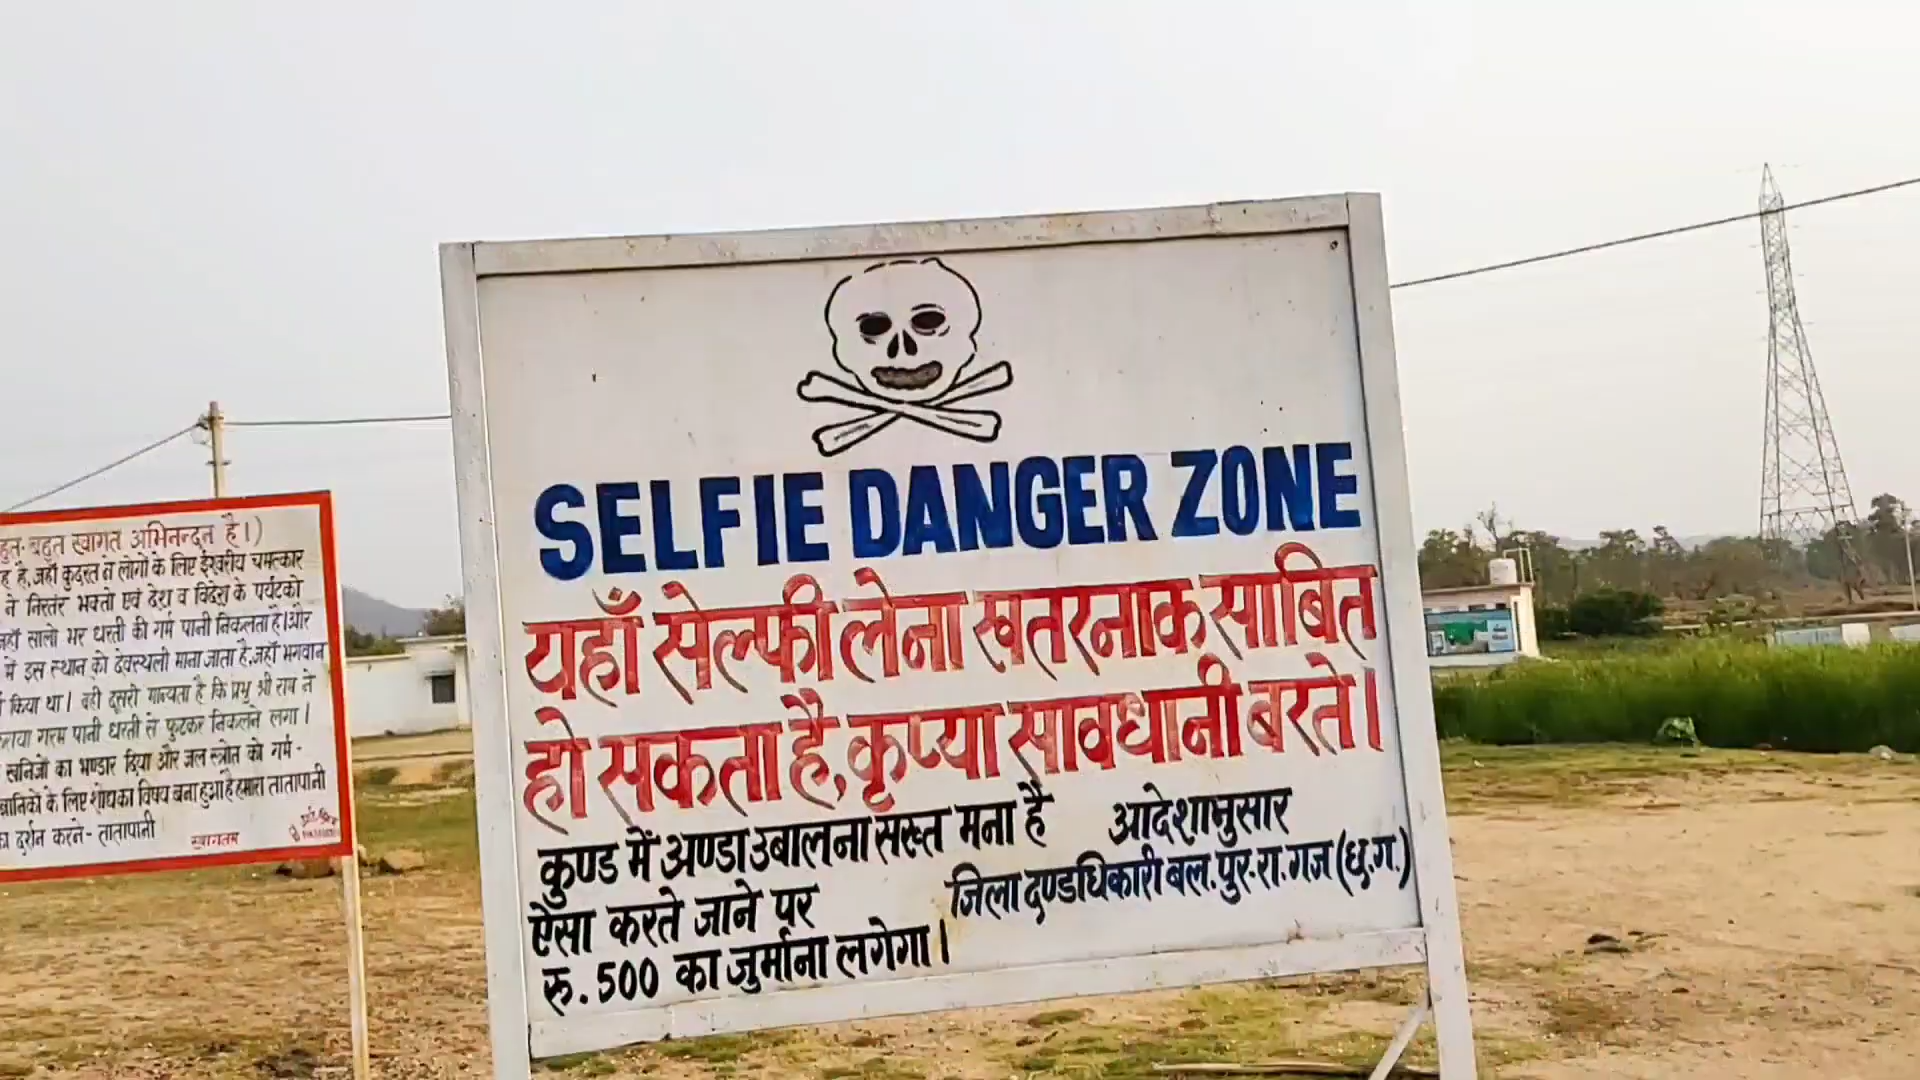 बहुत स्वागत अभिनन्दन है।)
है, जहाँ कुदरत ने लोगों के लिए ईश्वरीय चमत्कार
ने निरंतर भक्तो एवं देश व विदेश के पर्यटको
जहाँ सालो भर धरती की गर्म पानी निकलता है।और
में इस स्थान को देवस्थली माना जाता है.जहाँ भगवान
किया था। वही दूसरी मान्यता है कि प्रभु श्री राम ने
गरम पानी धरती से फुटकर निकलने लगा।
खनिजों का भण्डार दिया और जल स्त्रोत को गर्म-
के लिए शोधका विषय बना हुआ है हमारा तातापानी
दर्शन करने- तातापानी
स्वागतम
SELFIE DANGER ZONE
यहाँ सेल्फी लेना खतरनाक साबित
हो सकता है, कृप्या सावधानी बरते।
कुण्ड में अण्डा उबालना सख्त मना है
ऐसा करते जाने पर
रु. 500 का जुर्माना लगेगा।
आदेशानुसार
जिला दण्डधिकारी बल.पुर-रा.गज (छ.ग.)